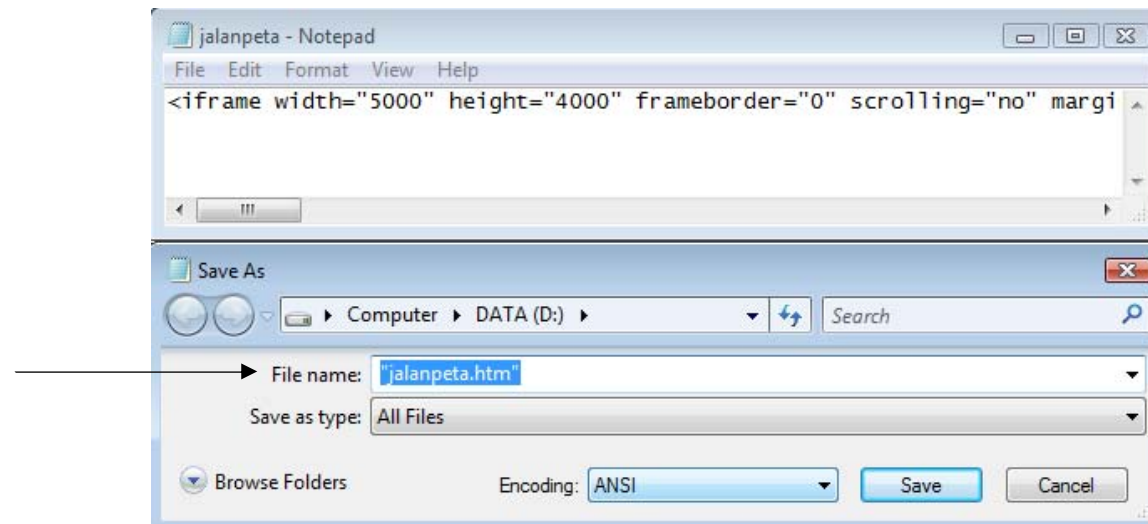 jalanpeta - Notepad
File Edit Format View Help
<iframe width="5000" height="4000" frameborder="0" scrolling="no" margi
Save As
Computer DATA (D:) Search
File name: "jalanpeta.htm"
Save as type: All Files
Browse Folders Encoding: ANSI Save Cancel